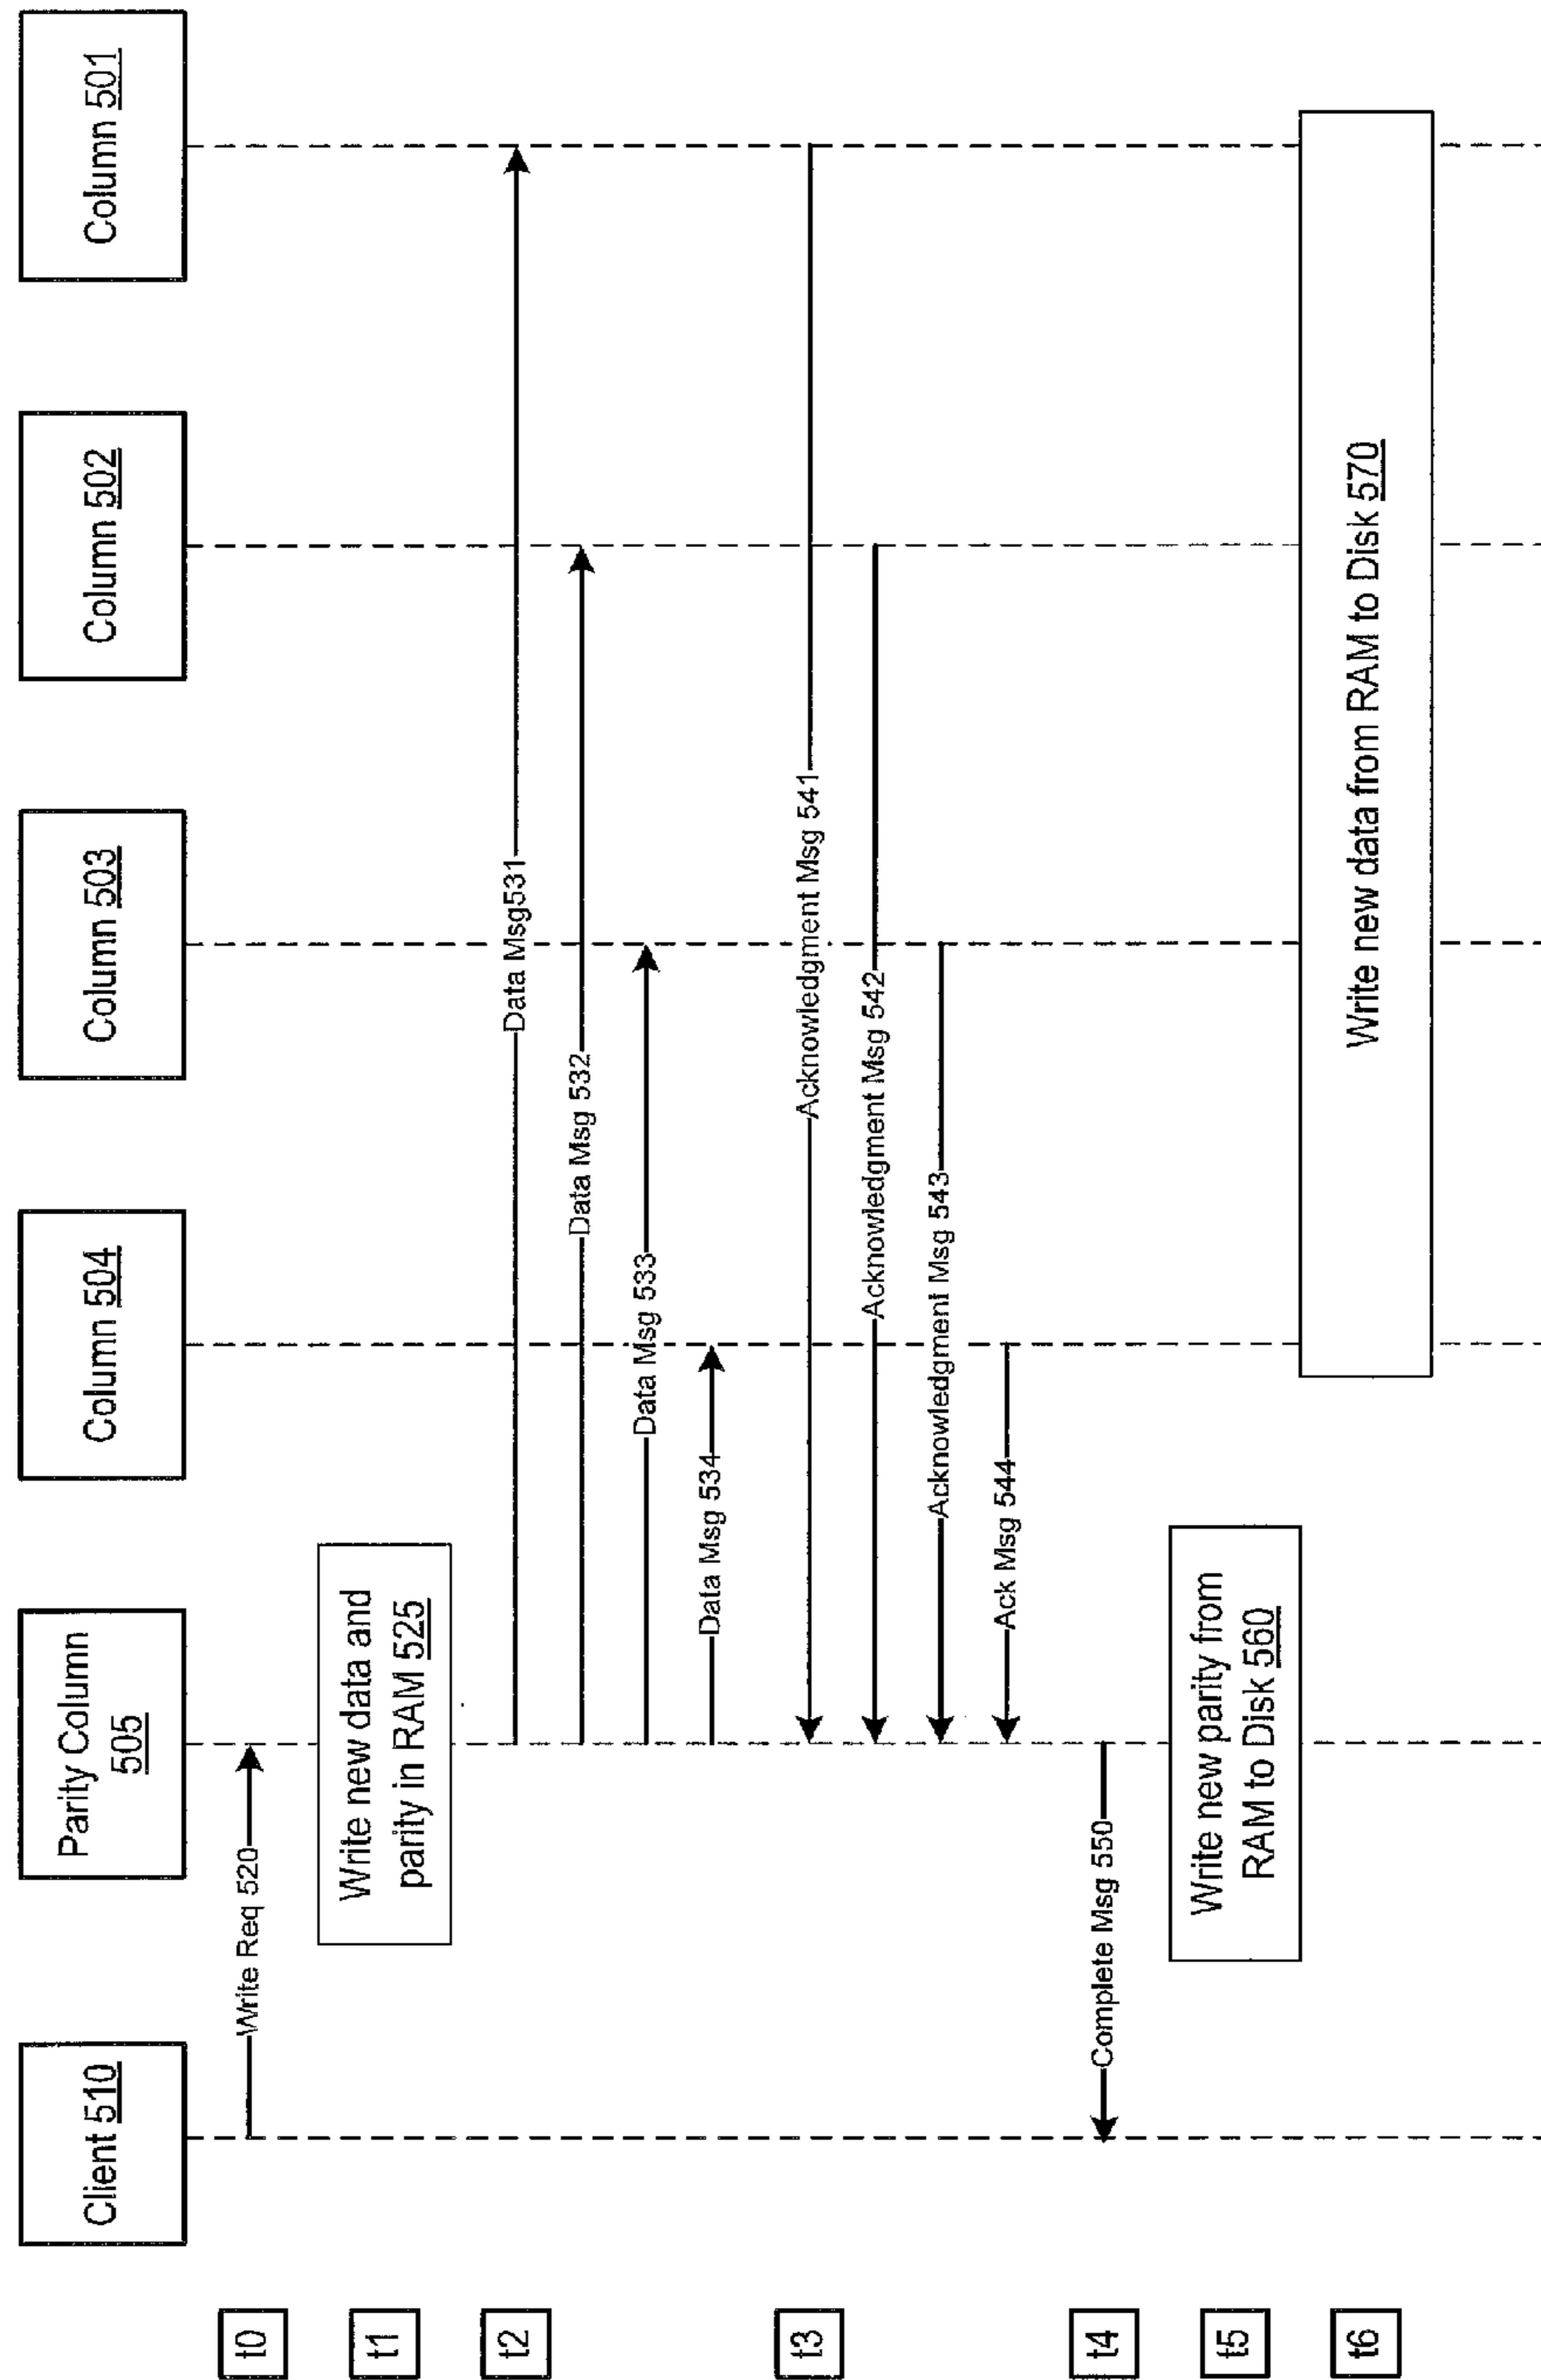 Client 510
Parity Column
505
Column 504
Column 503
Column 502
Column 501
t0
Write Req 520
t1
Write new data and
parity in RAM 525
t2
Data Msg531
Data Msg 532
Data Msg 533
Data Msg 534
t3
Acknowledgment Msg 541
Acknowledgment Msg 542
Acknowledgment Msg 543
Ack Msg 544
t4
Complete Msg 550
t5
Write new parity from
RAM to Disk 560
t6
Write new data from RAM to Disk 570